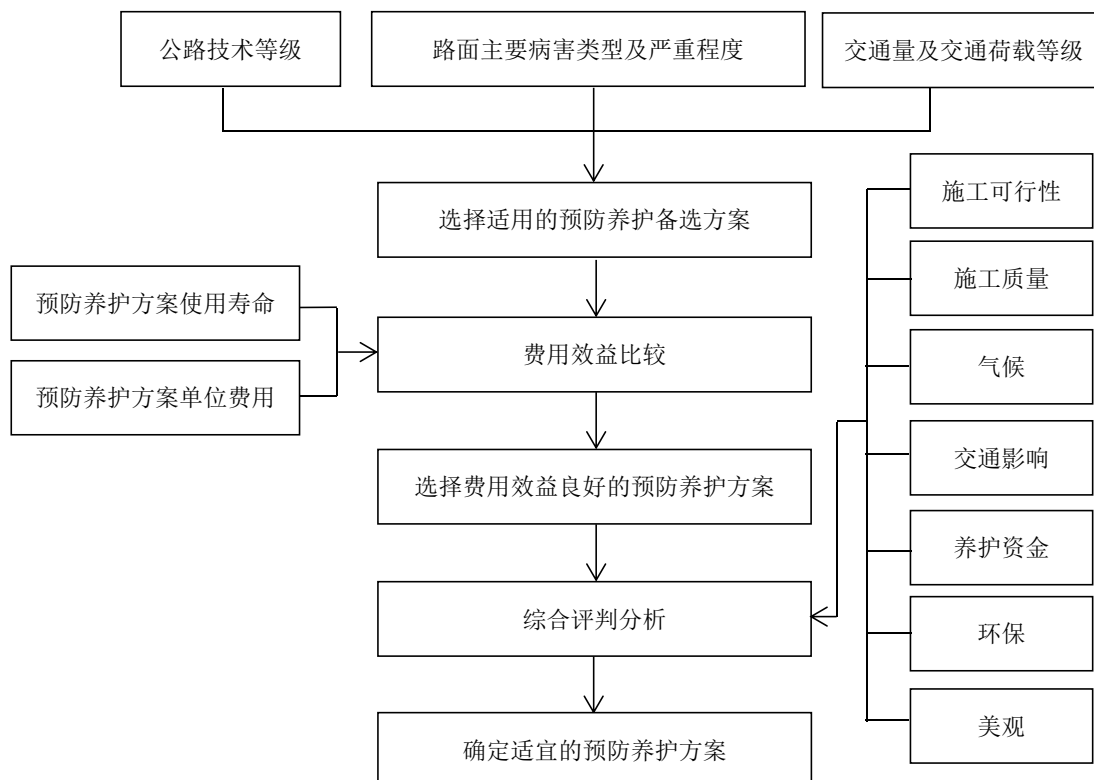 公路技术等级
路面主要病害类型及严重程度
交通量及交通荷载等级
选择适用的预防养护备选方案
预防养护方案使用寿命
预防养护方案单位费用
费用效益比较
选择费用效益良好的预防养护方案
综合评判分析
确定适宜的预防养护方案
施工可行性
施工质量
气候
交通影响
养护资金
环保
美观